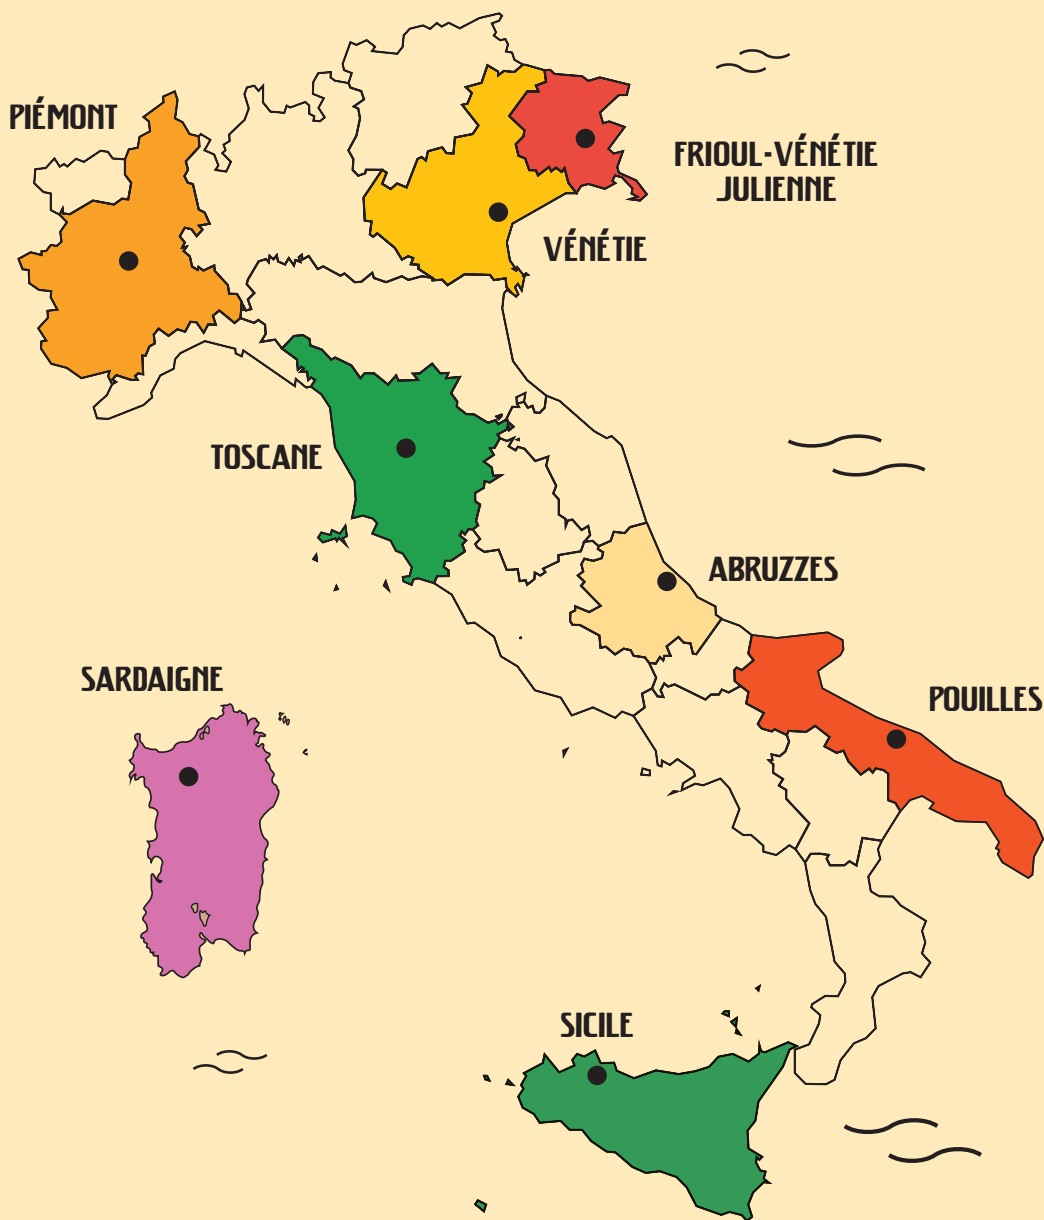 PIÉMONT
FRIOUL-VÉNÉTIE
JULIENNE
VÉNÉTIE
TOSCANE
ABRUZZES
SARDAIGNE
POUILLES
SICILE